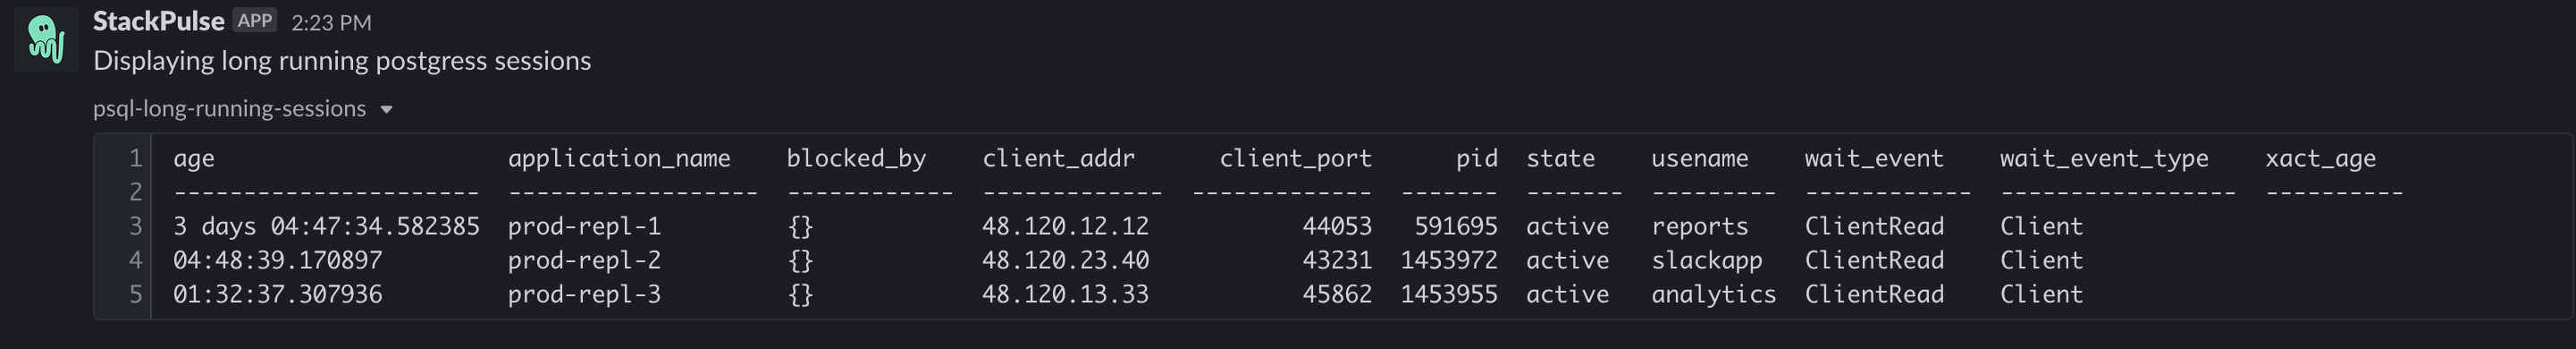 StackPulse APP 2:23 PM
Displaying long running postgress sessions
psql-long-running-sessions
1 age application_name blocked_by client_addr client_port pid state usename wait_event wait_event_type xact_age
2 ---------------------- ------------------ ------------ ------------- ------------- ------- ------- --------- ------------ ----------------- ----------
3 3 days 04:47:34.582385 prod-repl-1 {} 48.120.12.12 44053 591695 active reports ClientRead Client
4 04:48:39.170897 prod-repl-2 {} 48.120.23.40 43231 1453972 active slackapp ClientRead Client
5 01:32:37.307936 prod-repl-3 {} 48.120.13.33 45862 1453955 active analytics ClientRead Client